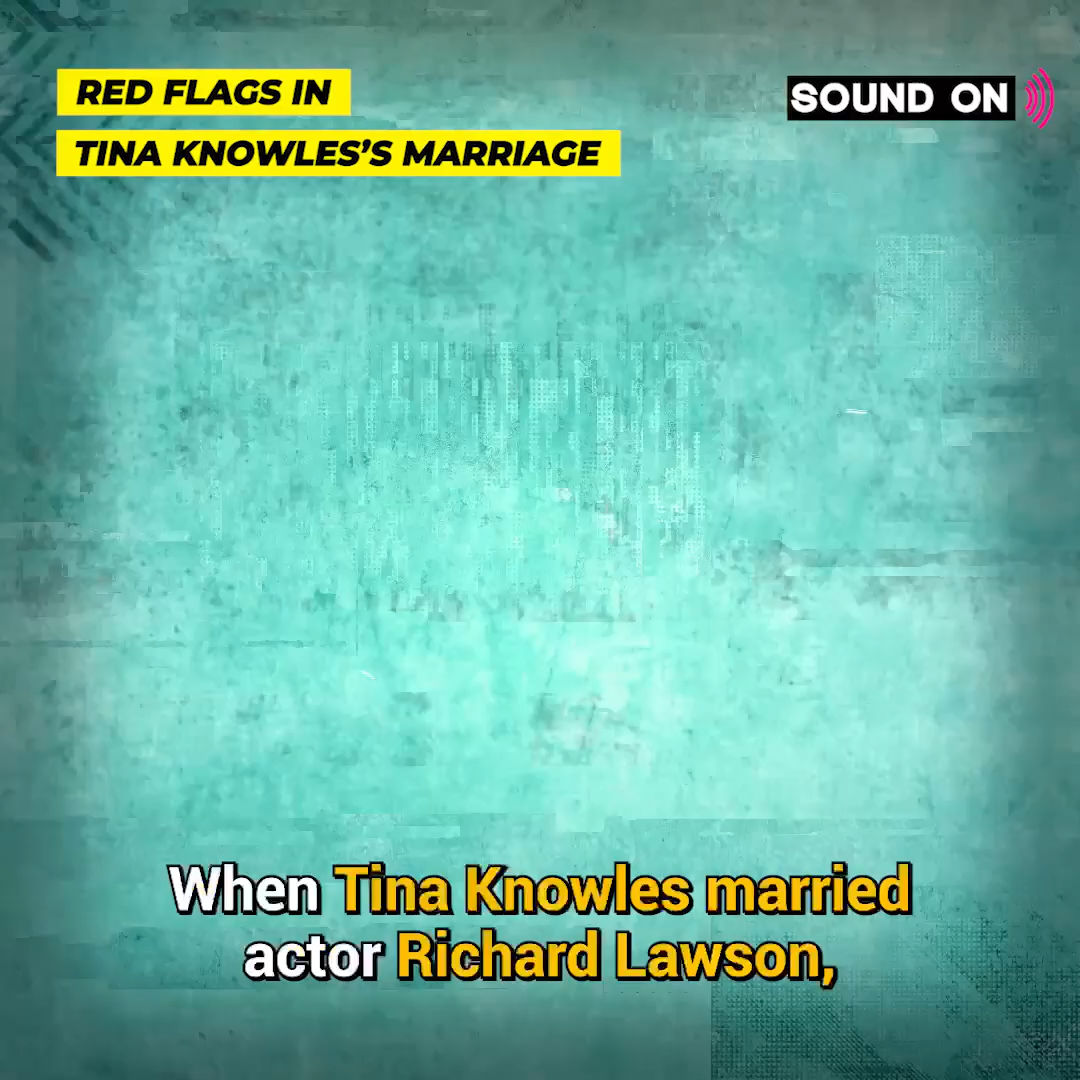 RED FLAGS IN
TINA KNOWLES’S MARRIAGE
SOUND ON
When Tina Knowles married
actor Richard Lawson,